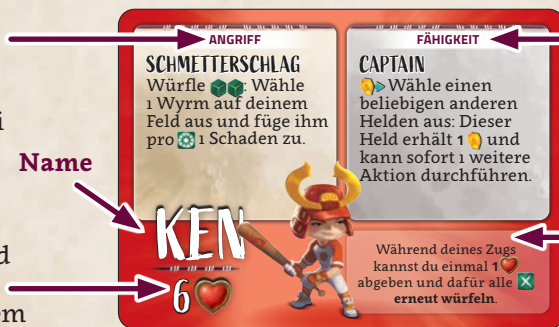 ANGRIFF
SCHMETTERSCHLAG
Würfle : Wähle
1 Wyrm auf deinem
Feld aus und füge ihm
pro 1 Schaden zu.
FÄHIGKEIT
CAPTAIN
Wähle einen
beliebigen anderen
Helden aus: Dieser
Held erhält 1 und
kann sofort 1 weitere
Aktion durchführen.
i
Name
KEN
d
6
em
Während deines Zugs
kannst du einmal 1
abgeben und dafür alle
erneut würfeln.